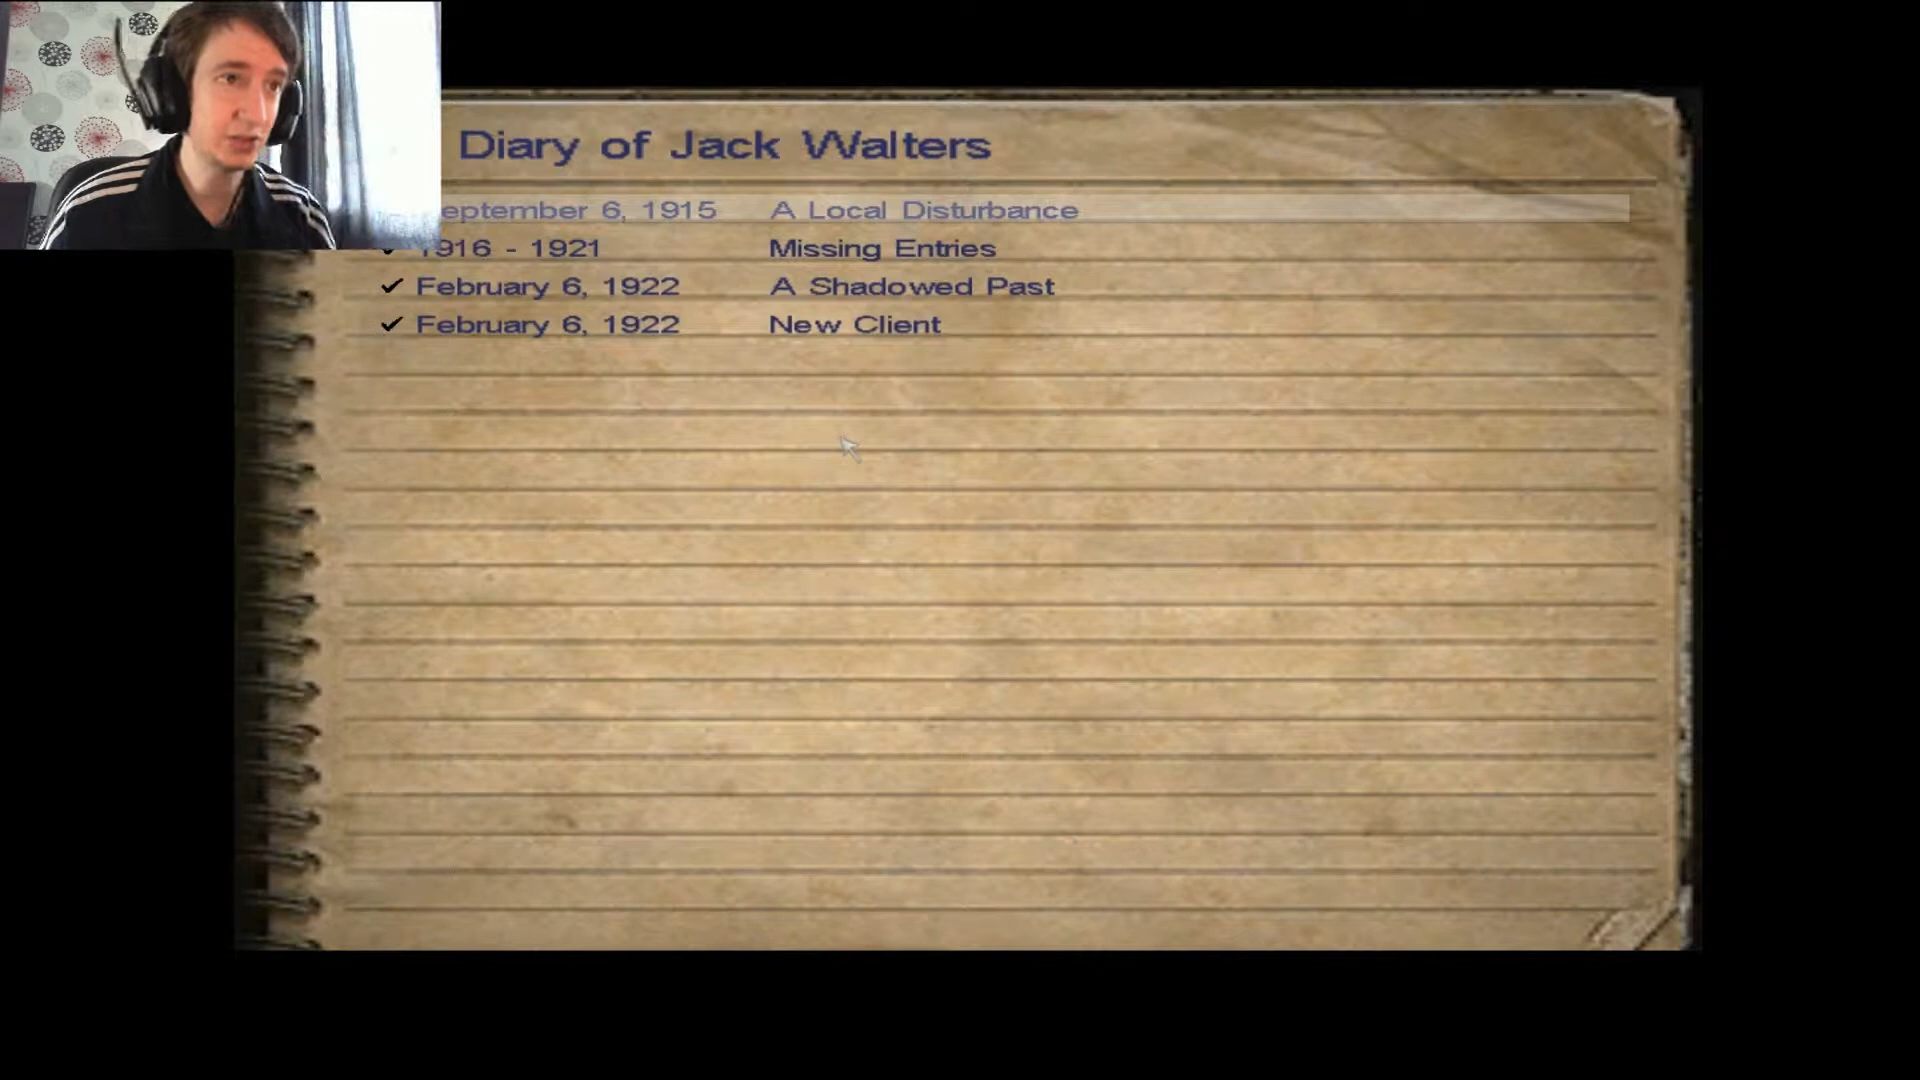 Diary of Jack Walters
eptember 6, 1915 A Local Disturbance
1916 - 1921 Missing Entries
✓ February 6, 1922 A Shadowed Past
✓ February 6, 1922 New Client